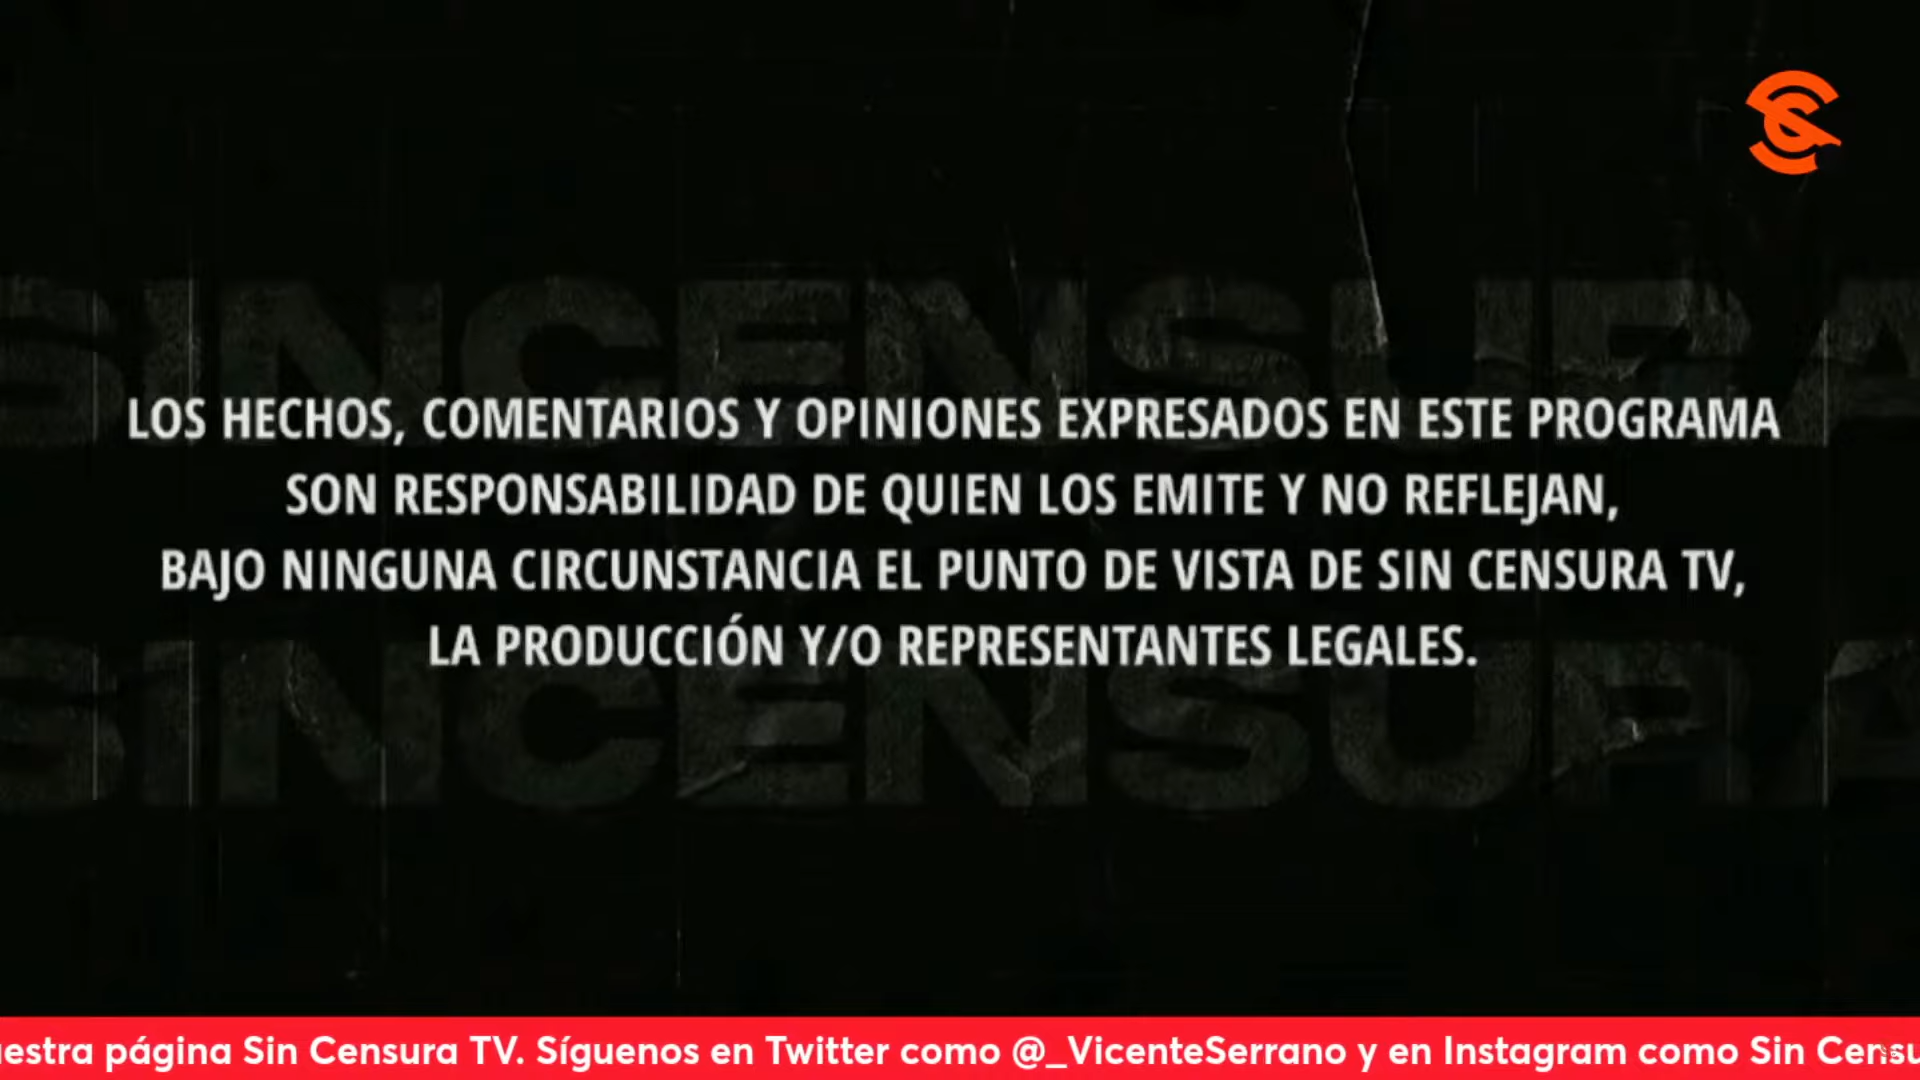 SINCENSURA
LOS HECHOS, COMENTARIOS Y OPINIONES EXPRESADOS EN ESTE PROGRAMA
SON RESPONSABILIDAD DE QUIEN LOS EMITE Y NO REFLEJAN,
BAJO NINGUNA CIRCUNSTANCIA EL PUNTO DE VISTA DE SIN CENSURA TV,
LA PRODUCCIÓN Y/O REPRESENTANTES LEGALES.
SINCENSURA
página Sin Censura TV. Síguenos en Twitter como @_VicenteSerrano y en Instagram como Sin